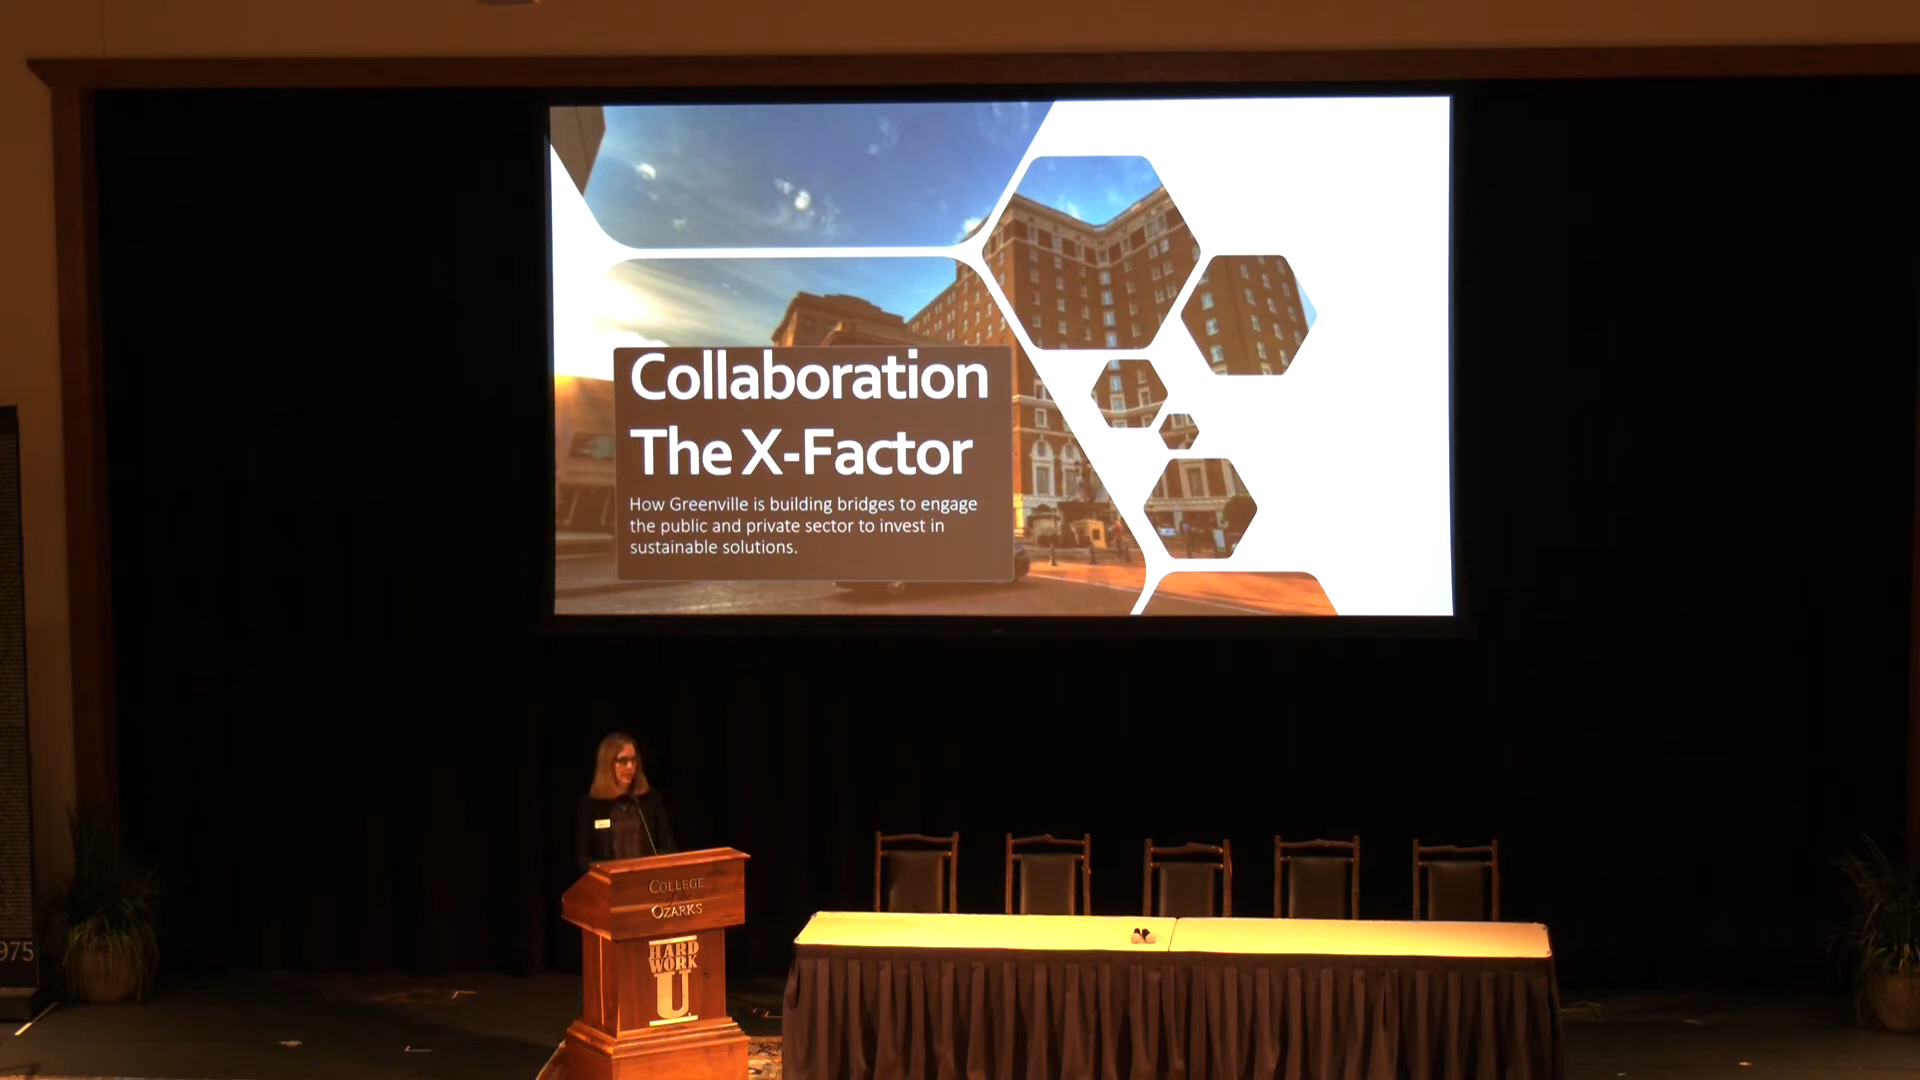 Collaboration
The X-Factor
How Greenville is building bridges to engage
the public and private sector to invest in
sustainable solutions.
COLLEGE
OZARKS
HARD
WORK
U.
975